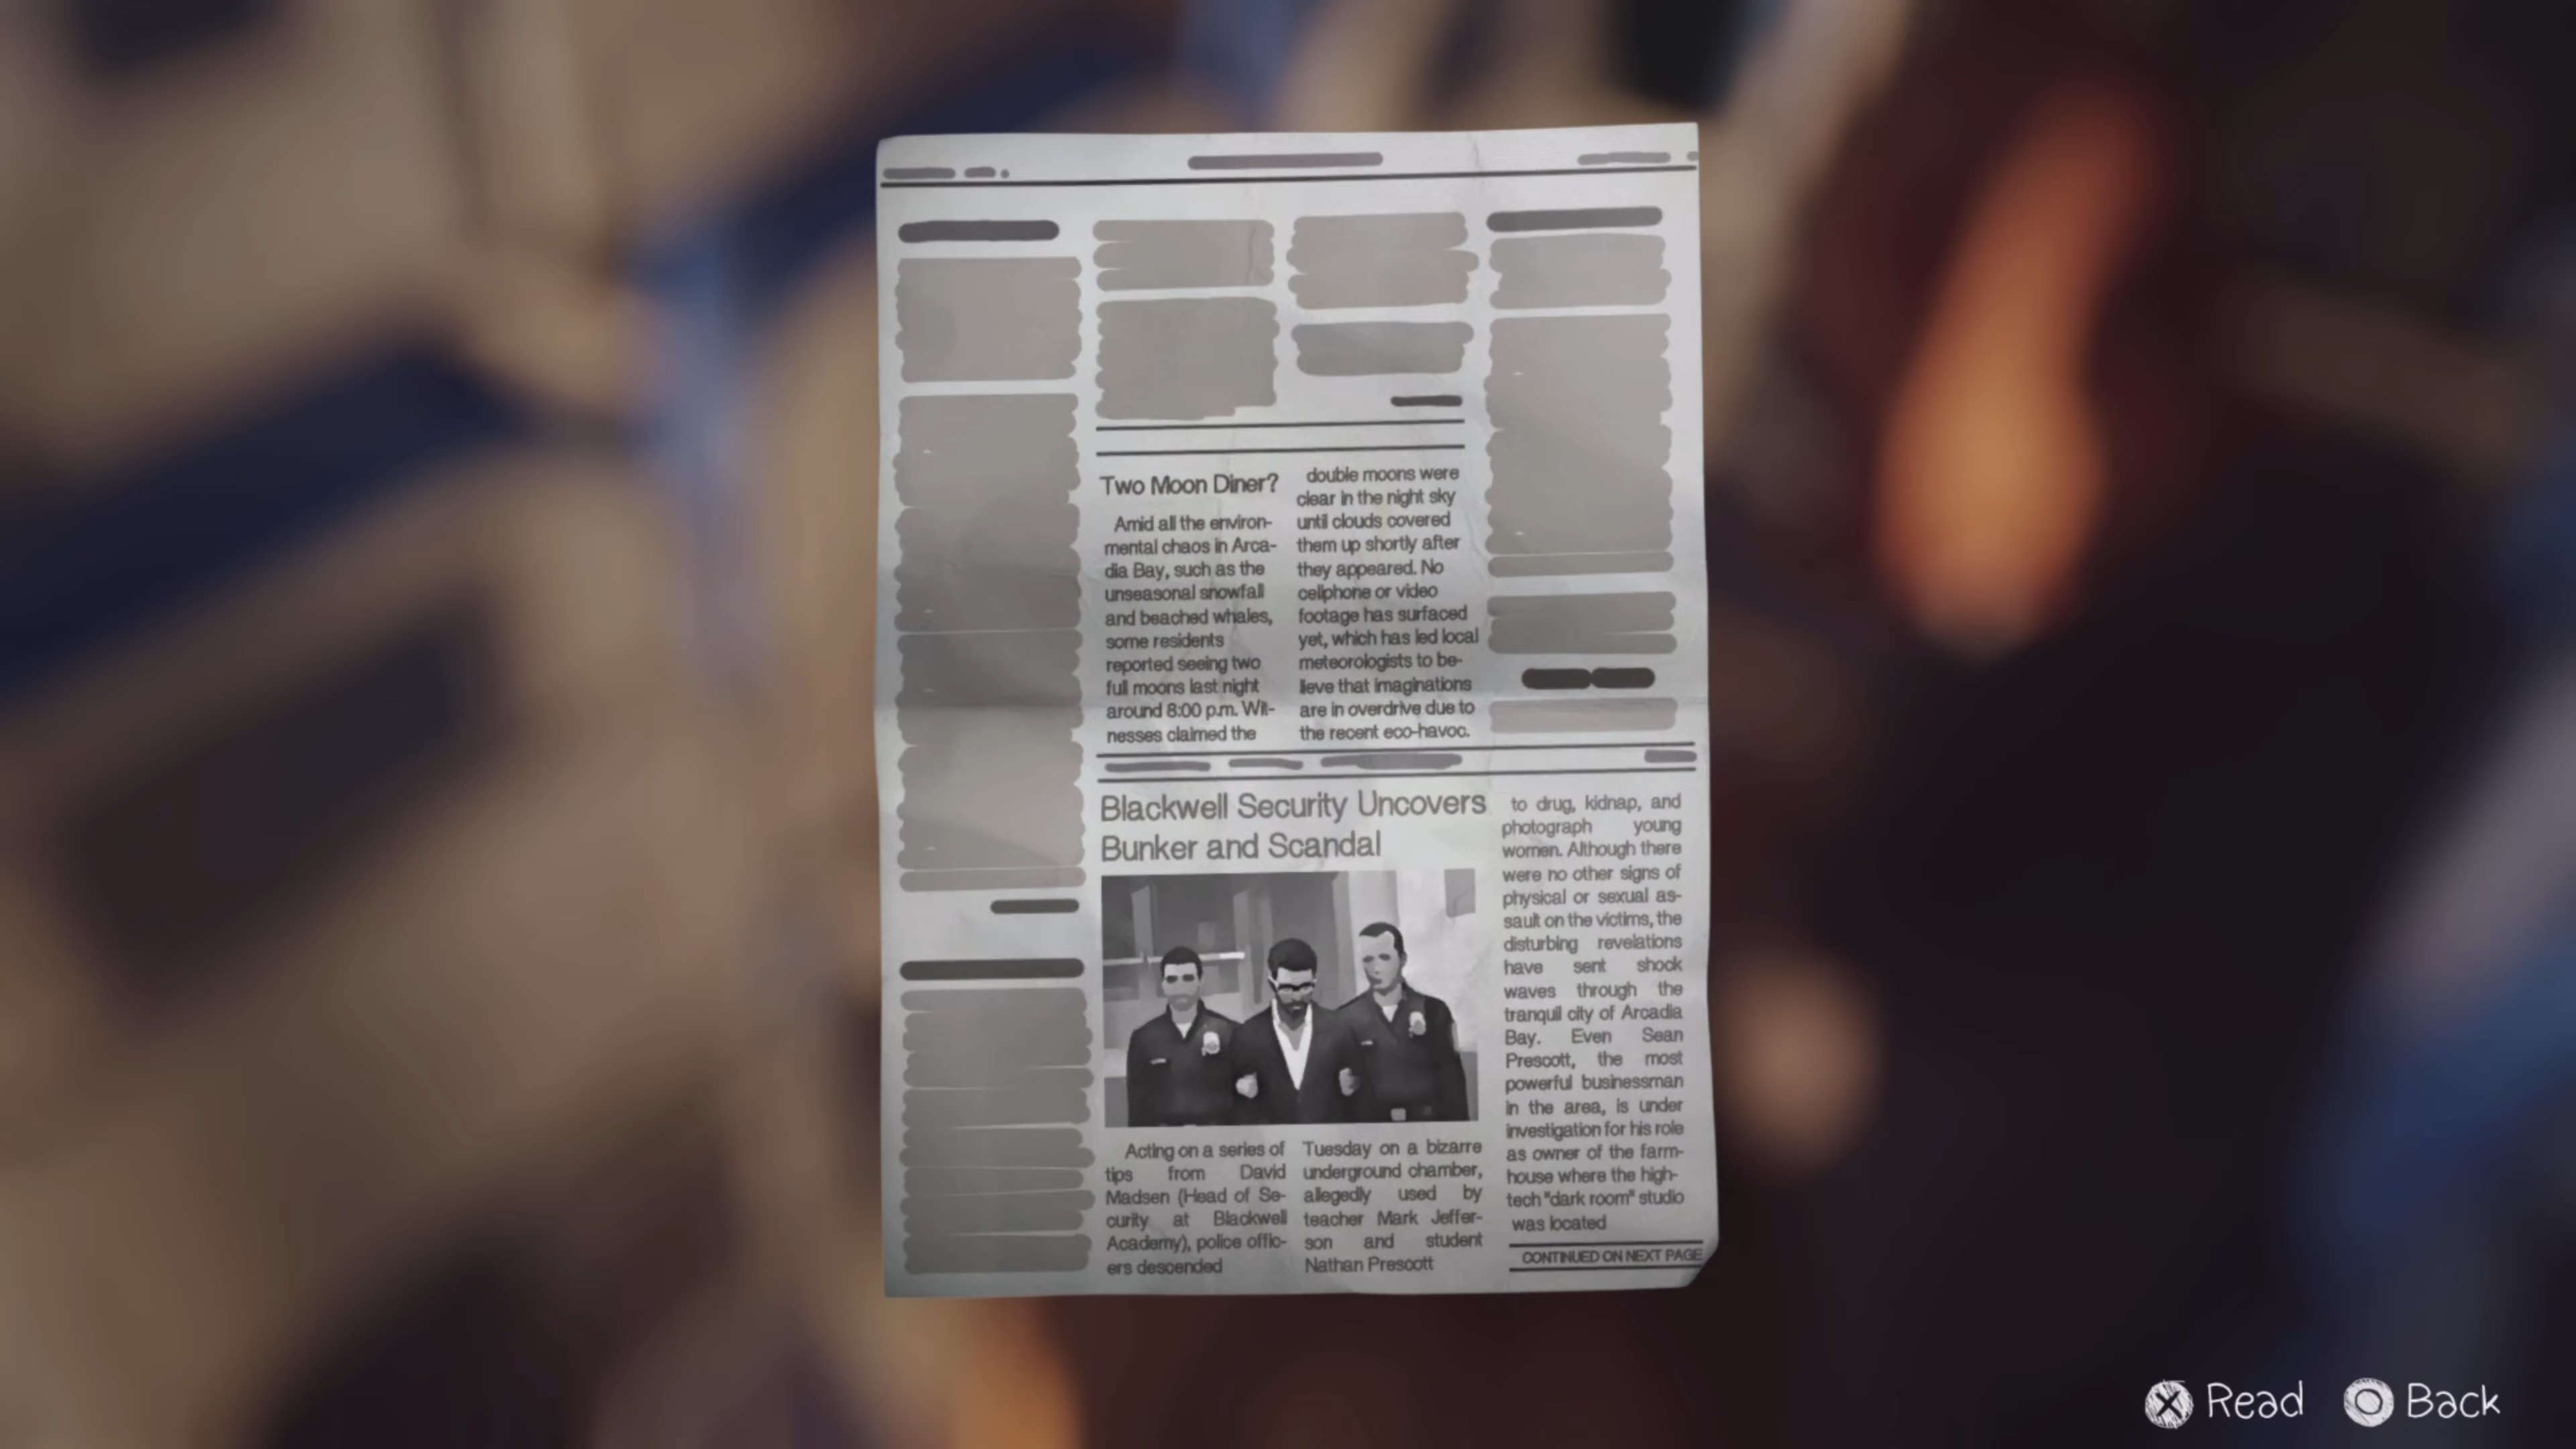 Two Moon Diner?
Amid all the environ-
mental chaos in Arca-
dia Bay, such as the
unseasonal snowfall
and beached whales,
some residents
reported seeing two
full moons last night
around 8:00 p.m. Wit-
nesses claimed the
double moons were
clear in the night sky
until clouds covered
them up shortly after
they appeared. No
cellphone or video
footage has surfaced
yet, which has led local
meteorologists to be-
lieve that imaginations
are in overdrive due to
the recent eco-havoc.
Blackwell Security Uncovers
Bunker and Scandal
Acting on a series of
tips from David
Madsen (Head of Se-
curity at Blackwell
Academy), police offic-
ers descended
Tuesday on a bizarre
underground chamber,
allegedly used by
teacher Mark Jeffer-
son and student
Nathan Prescott
to drug, kidnap, and
photograph young
women. Although there
were no other signs of
physical or sexual as-
sault on the victims, the
disturbing revelations
have sent shock
waves through the
tranquil city of Arcadia
Bay. Even Sean
Prescott, the most
powerful businessman
in the area, is under
investigation for his role
as owner of the farm-
house where the high-
tech "dark room" studio
was located
CONTINUED ON NEXT PAGE
Read
Back